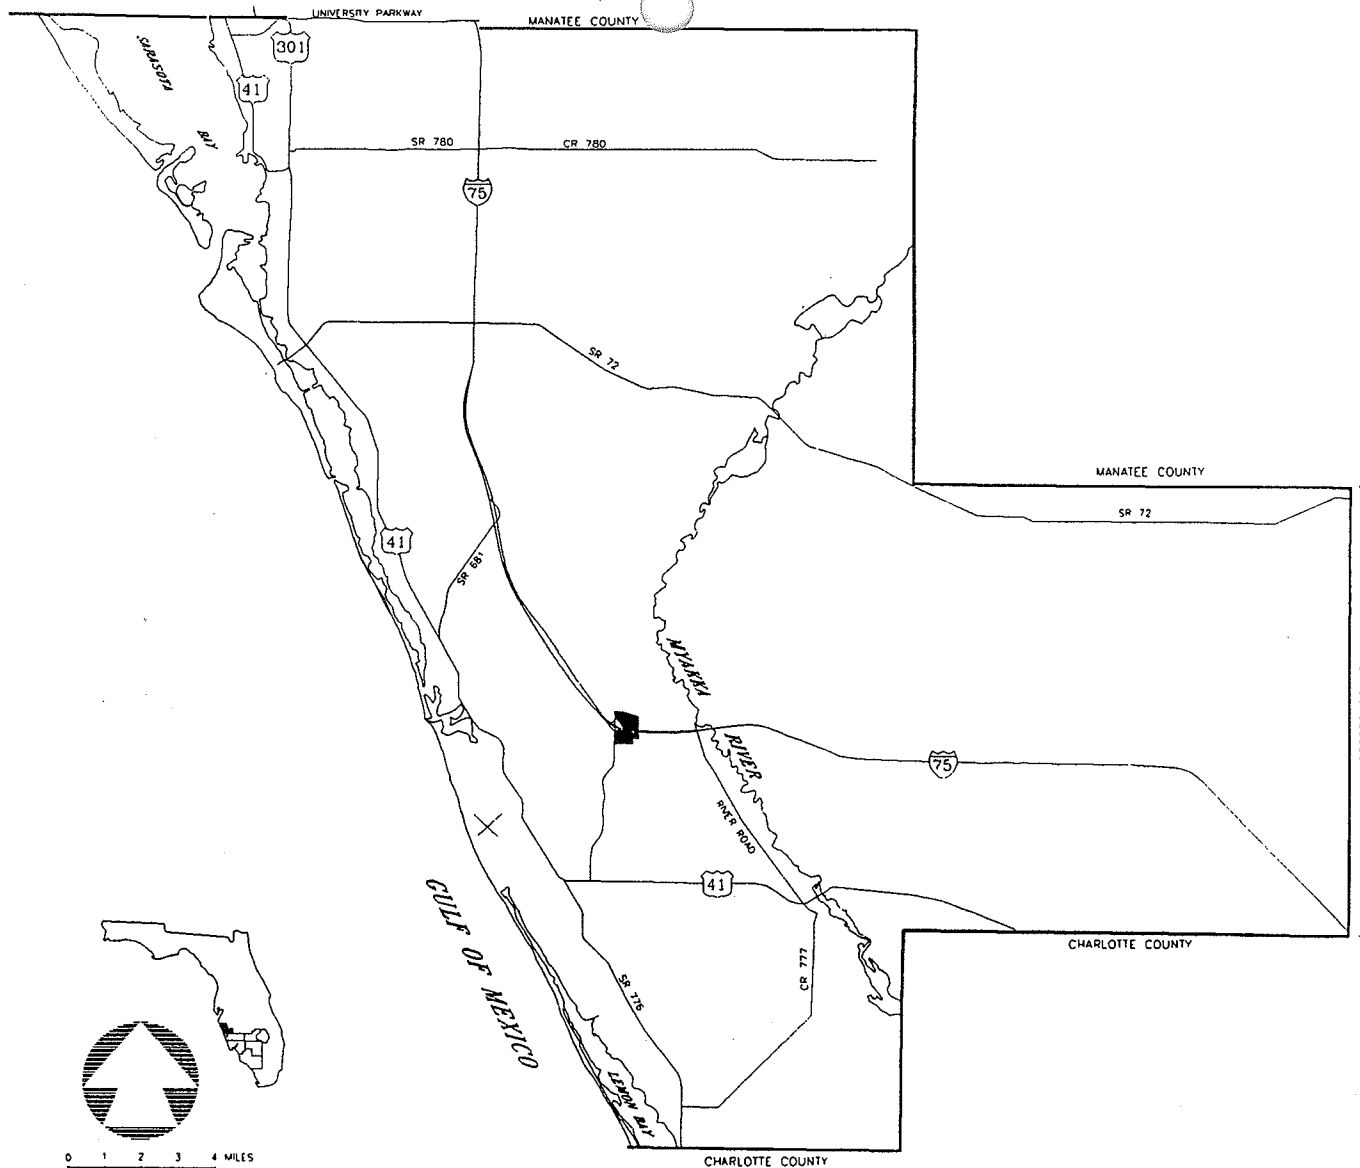 UNIVERSITY PARKWAY
MANATEE COUNTY
SARASOTA
BAY
301
41
SR 780
CR 780
75
SR 72
MANATEE COUNTY
SR 72
41
SR 681
MYAKKA
RIVER
75
RIVER ROAD
41
GULF OF MEXICO
CHARLOTTE COUNTY
SR 776
CR 777
LEMON BAY
0 1 2 3 4 MILES
CHARLOTTE COUNTY